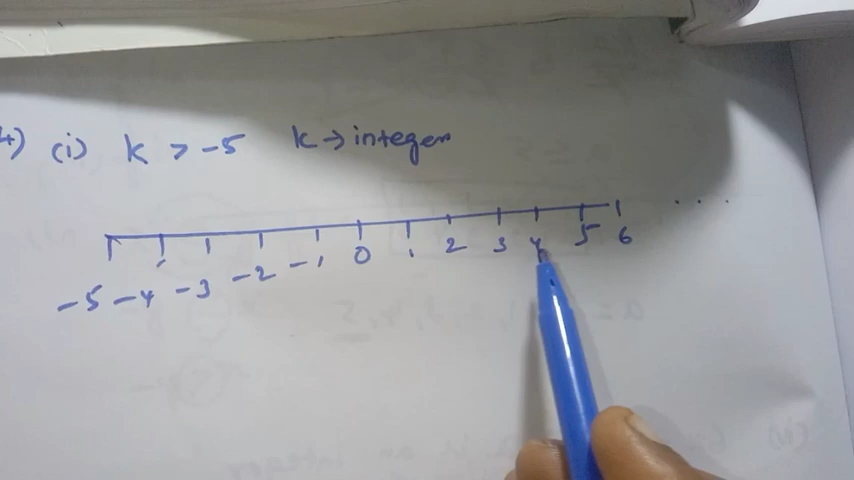 4) (i) k > -5 k → integer
-5 -4 -3 -2 -1 0 1 2 3 4 5 6 ...